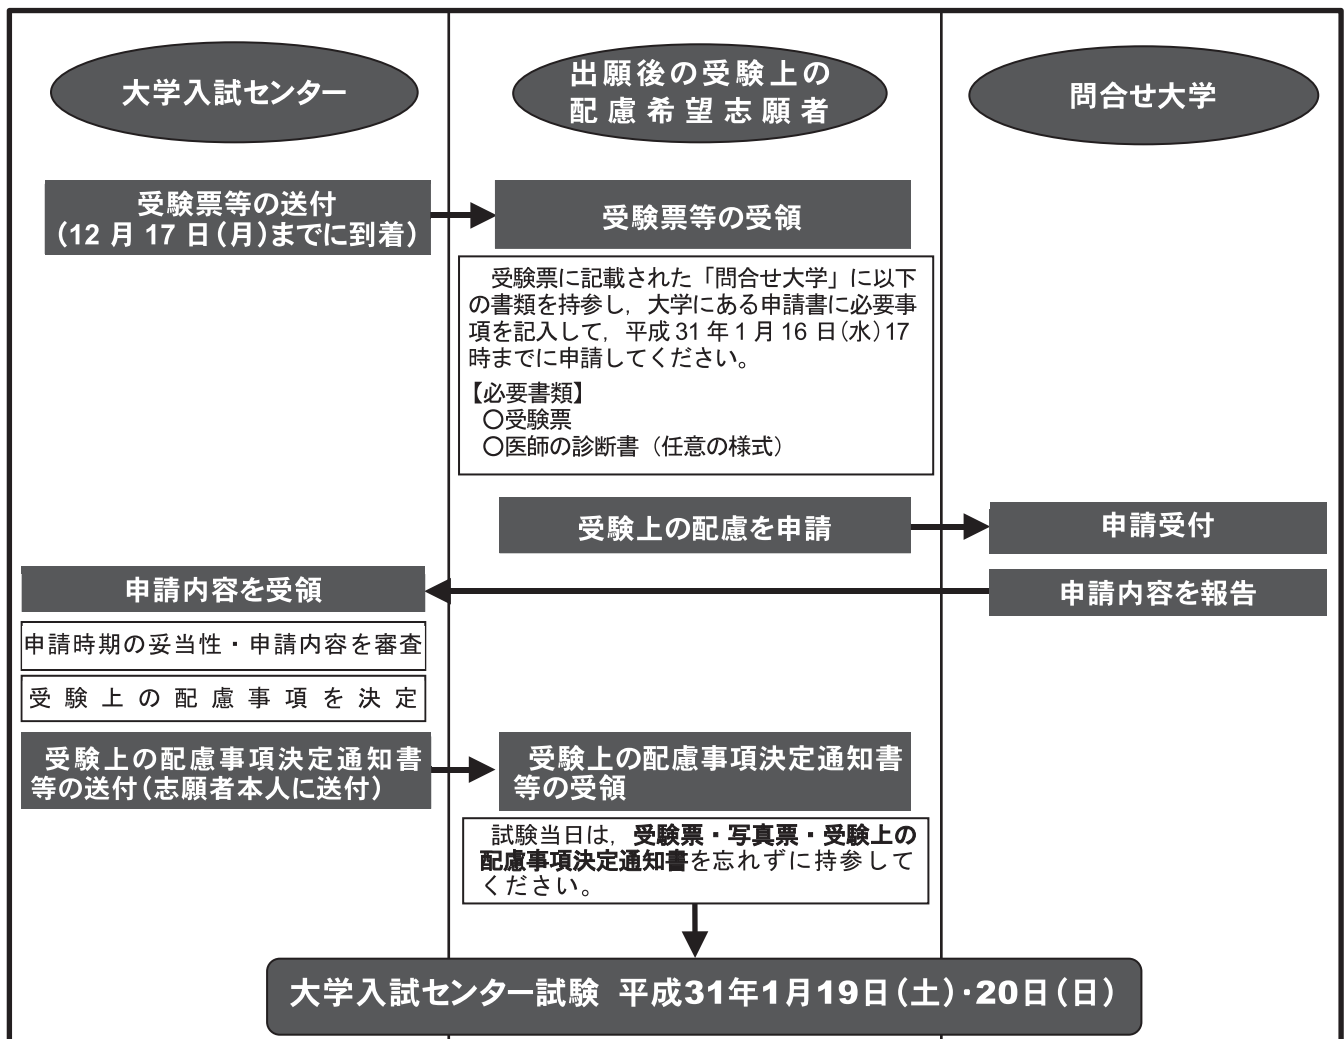 大学入試センター
出願後の受験上の
配慮希望志願者
問合せ大学
受験票等の送付
(12 月 17 日(月)までに到着)
受験票等の受領
受験票に記載された「問合せ大学」に以下
の書類を持参し,大学にある申請書に必要事
項を記入して,平成 31 年 1 月 16 日(水)17
時までに申請してください。
【必要書類】
○受験票
○医師の診断書（任意の様式）
受験上の配慮を申請
申請受付
申請内容を受領
申請内容を報告
申請時期の妥当性・申請内容を審査
受験上の配慮事項を決定
受験上の配慮事項決定通知書
等の送付(志願者本人に送付)
受験上の配慮事項決定通知書
等の受領
試験当日は,受験票・写真票・受験上の
配慮事項決定通知書を忘れずに持参して
ください。
大学入試センター試験 平成31年1月19日(土)・20日(日)